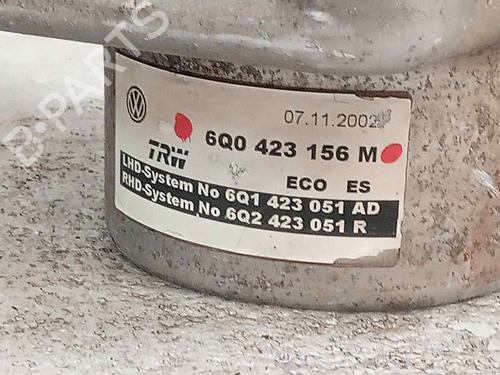 B-PARTS
07.11.2002
6Q0 423 156 M
TRW
ECO ES
LHD-System No 6Q1 423 051 AD
RHD-System No 6Q2 423 051 R